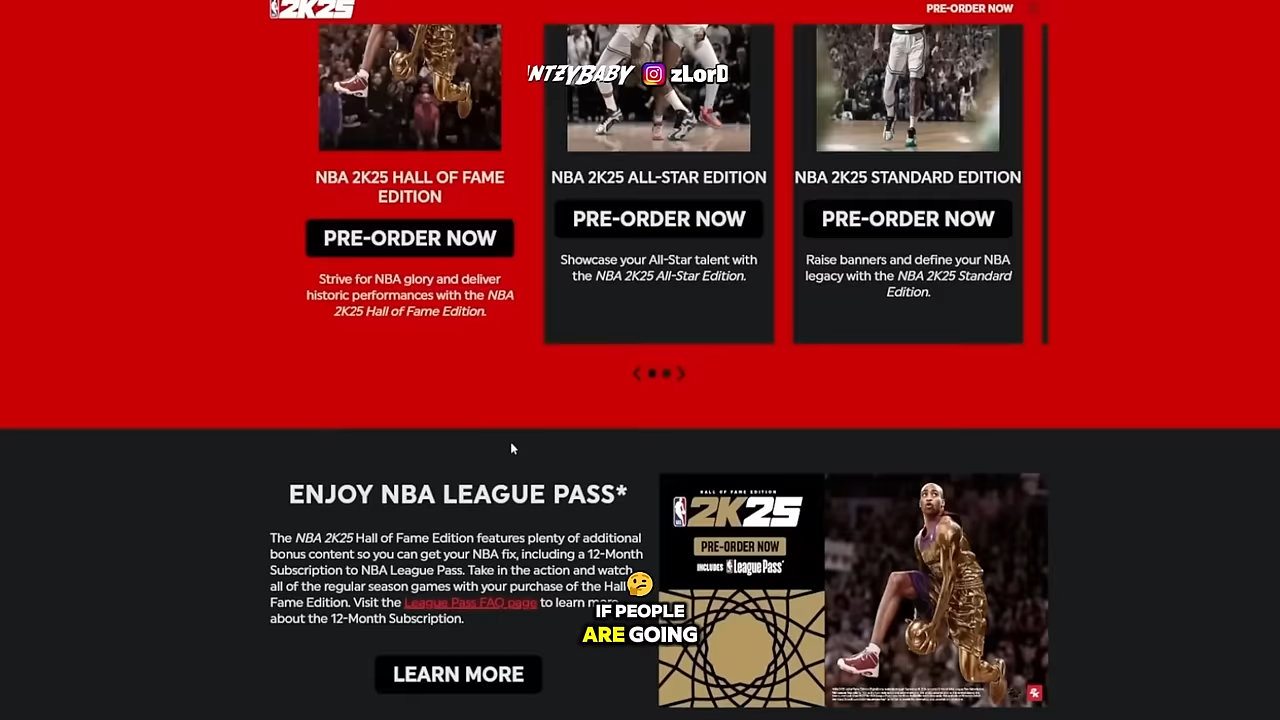 2K25
PRE-ORDER NOW
NTZYBABY zLorD
NBA 2K25 HALL OF FAME
EDITION
PRE-ORDER NOW
Strive for NBA glory and deliver
historic performances with the NBA
2K25 Hall of Fame Edition.
NBA 2K25 ALL-STAR EDITION
PRE-ORDER NOW
Showcase your All-Star talent with
the NBA 2K25 All-Star Edition.
NBA 2K25 STANDARD EDITION
PRE-ORDER NOW
Raise banners and define your NBA
legacy with the NBA 2K25 Standard
Edition.
ENJOY NBA LEAGUE PASS*
The NBA 2K25 Hall of Fame Edition features plenty of additional
bonus content so you can get your NBA fix, including a 12-Month
Subscription to NBA League Pass. Take in the action and watch
all of the regular season games with your purchase of the Hall
Fame Edition. Visit the League Pass FAQ page to learn more
about the 12-Month Subscription.
LEARN MORE
HALL OF FAME EDITION
2K25
PRE-ORDER NOW
INCLUDES League Pass*
2K
IF PEOPLE
ARE GOING